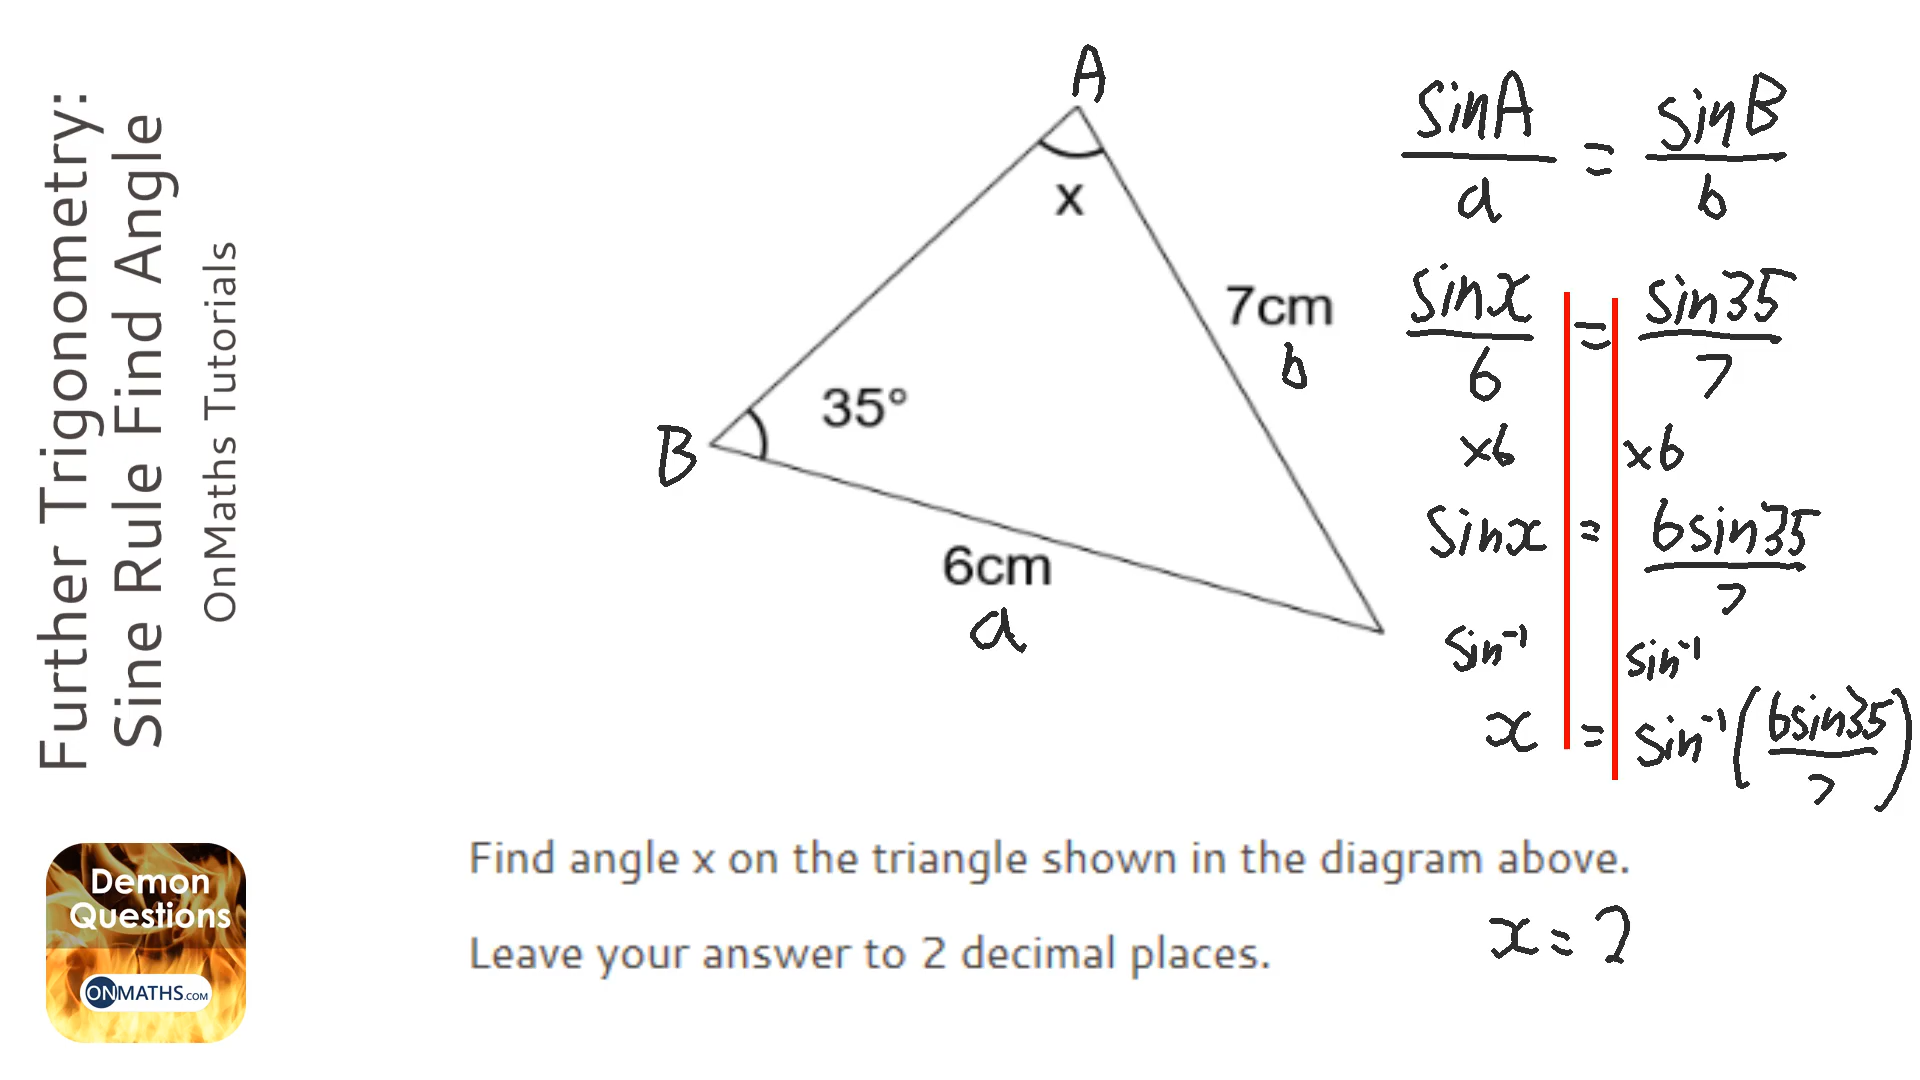 Further Trigonometry:
Sine Rule Find Angle
OnMaths Tutorials
Demon
Questions
ONMATHS.COM
A
x
B
35°
7cm
b
6cm
a
sinA/a = sinB/b
sinx/6 = sin35/7
×6 ×6
sinx = 6sin35/7
sin⁻¹ sin⁻¹
x = sin⁻¹(6sin35/7)
Find angle x on the triangle shown in the diagram above.
Leave your answer to 2 decimal places.
x = ?